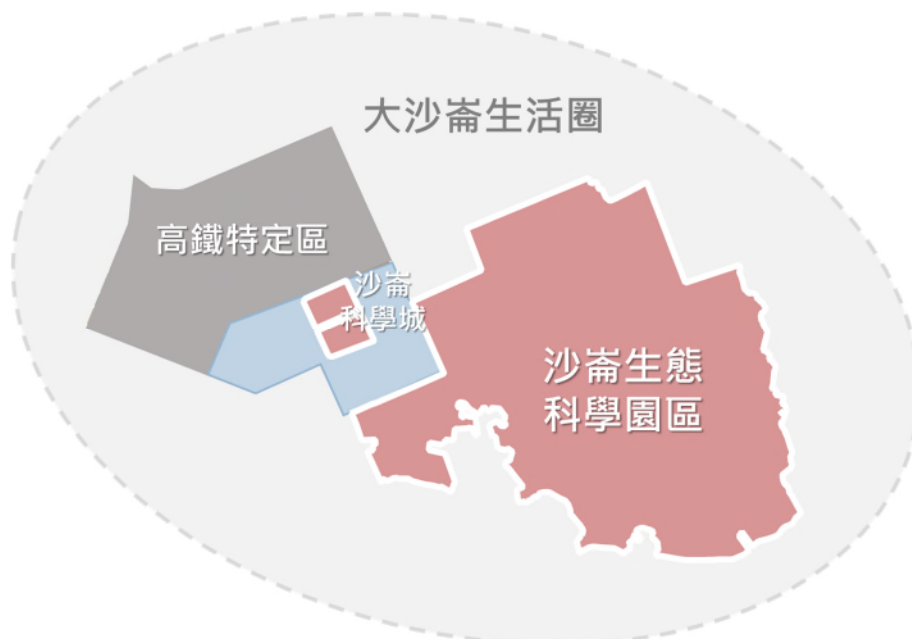 大沙崙生活圈
高鐵特定區
沙崙
科學城
沙崙生態
科學園區